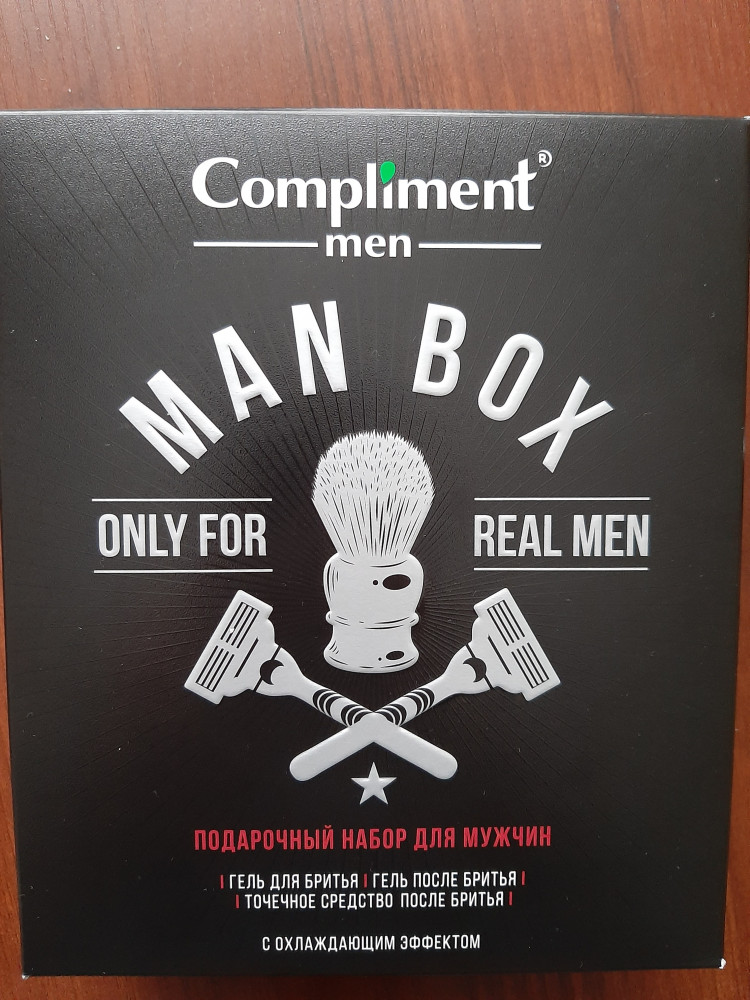 Compliment®
men
MAN BOX
ONLY FOR
REAL MEN
ПОДАРОЧНЫЙ НАБОР ДЛЯ МУЖЧИН
| ГЕЛЬ ДЛЯ БРИТЬЯ | ГЕЛЬ ПОСЛЕ БРИТЬЯ |
| ТОЧЕЧНОЕ СРЕДСТВО ПОСЛЕ БРИТЬЯ |
С ОХЛАЖДАЮЩИМ ЭФФЕКТОМ